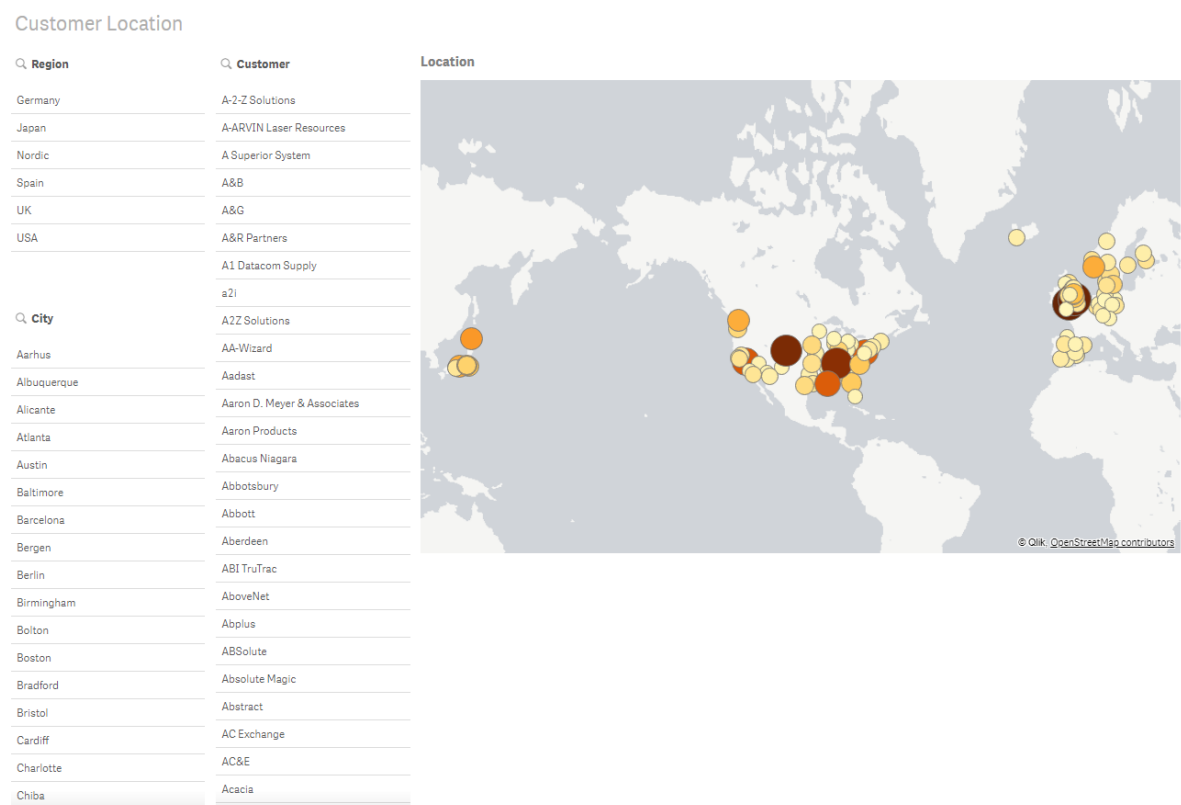 Customer Location
Region
Germany
Japan
Nordic
Spain
UK
USA
City
Aarhus
Albuquerque
Alicante
Atlanta
Austin
Baltimore
Barcelona
Bergen
Berlin
Birmingham
Bolton
Boston
Bradford
Bristol
Cardiff
Charlotte
Chiba
Customer
A-2-Z Solutions
A-ARVIN Laser Resources
A Superior System
A&B
A&G
A&R Partners
A1 Datacom Supply
a2i
A2Z Solutions
AA-Wizard
Aadast
Aaron D. Meyer & Associates
Aaron Products
Abacus Niagara
Abbotsbury
Abbott
Aberdeen
ABI TruTrac
AboveNet
Abplus
ABSolute
Absolute Magic
Abstract
AC Exchange
AC&E
Acacia
Location
© Qlik, OpenStreetMap contributors